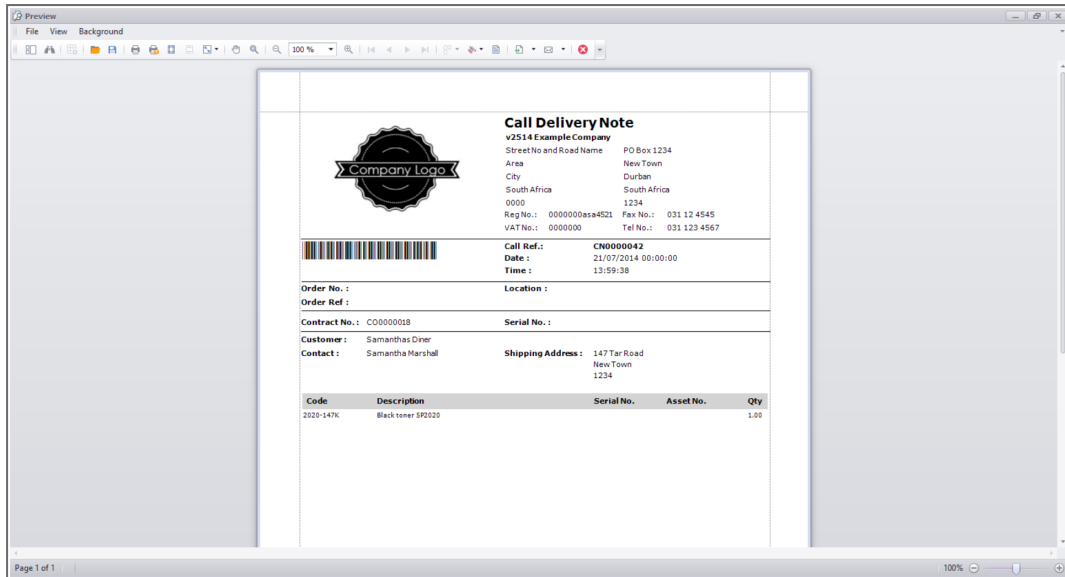 Preview
File View Background
100 %
Call Delivery Note
v2514 Example Company
Company Logo
Street No and Road Name PO Box 1234
Area New Town
City Durban
South Africa South Africa
0000 1234
Reg No.: 0000000asa4521 Fax No.: 031 12 4545
VAT No.: 0000000 Tel No.: 031 123 4567
Call Ref.: CN0000042
Date : 21/07/2014 00:00:00
Time : 13:59:38
Order No. : Location :
Order Ref :
Contract No. : CO0000018 Serial No. :
Customer : Samanthas Diner
Contact : Samantha Marshall Shipping Address : 147 Tar Road
New Town
1234
Code Description Serial No. Asset No. Qty
2020-147K Black toner SP2020 1.00
Page 1 of 1 100%